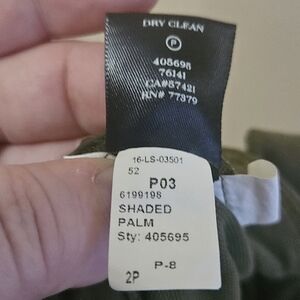 DRY CLEAN
P
405695
76141
CA#57421
RN# 77379
16-LS-03501
52
P03
6199198
SHADED
PALM
Sty: 405695
P-8
2P